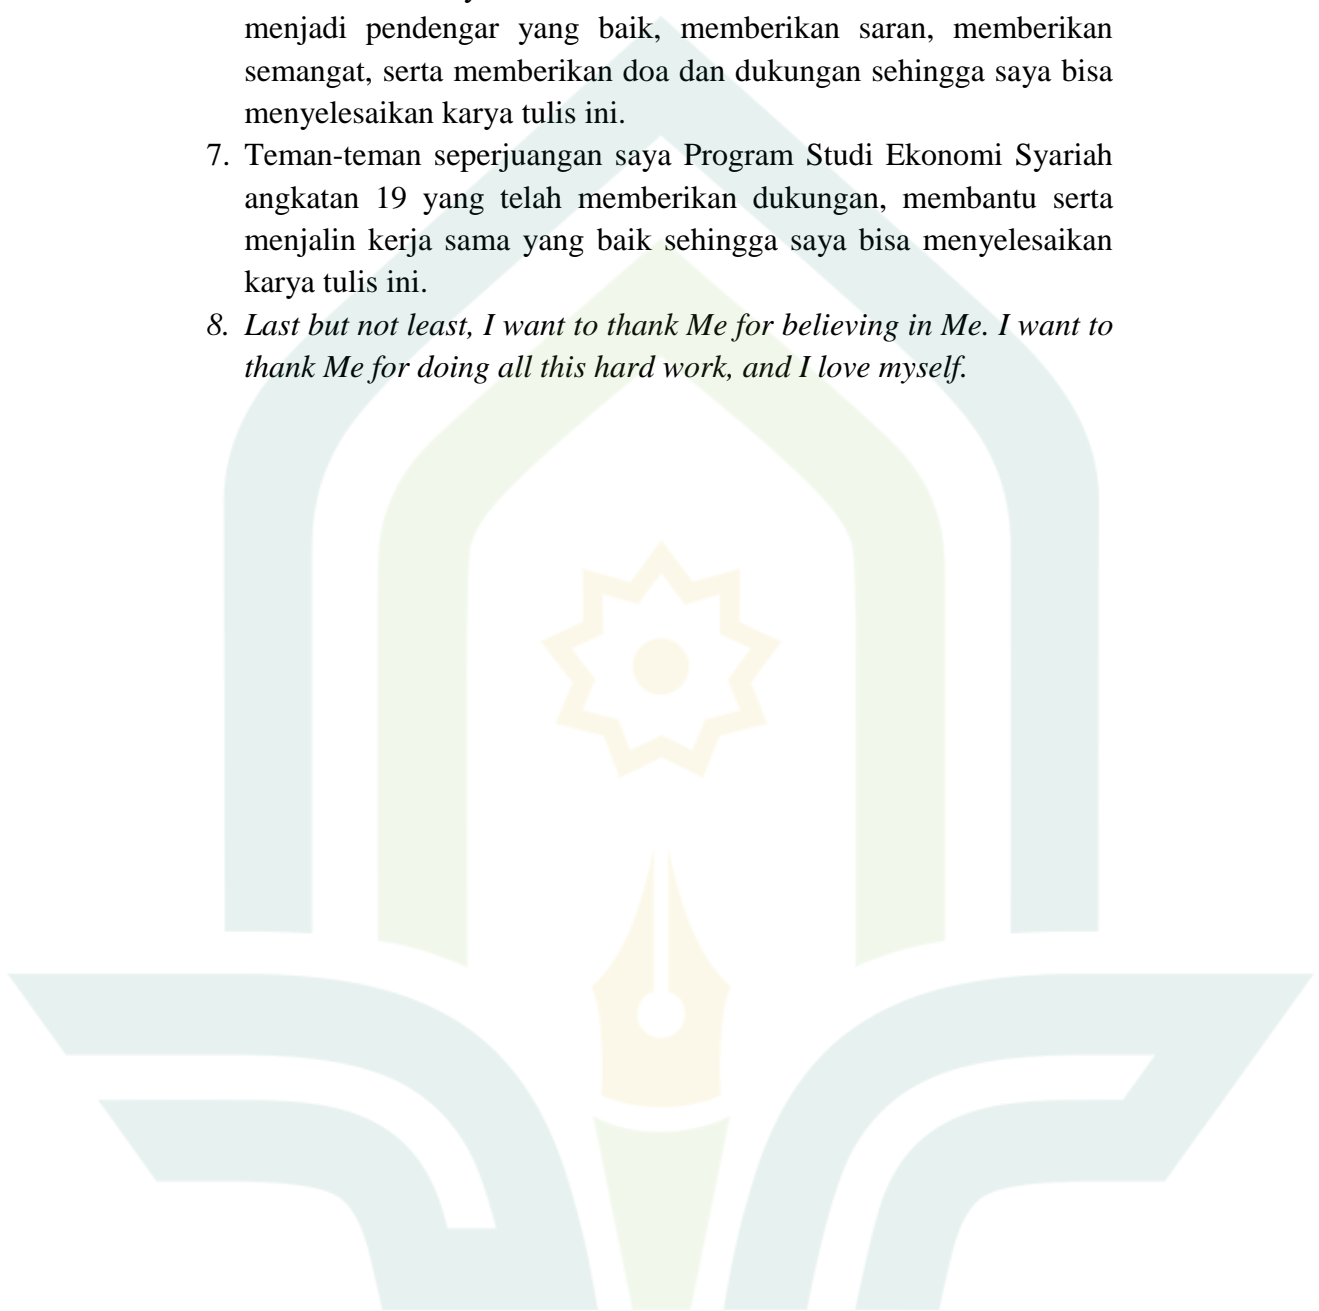 menjadi pendengar yang baik, memberikan saran, memberikan
semangat, serta memberikan doa dan dukungan sehingga saya bisa
menyelesaikan karya tulis ini.
7. Teman-teman seperjuangan saya Program Studi Ekonomi Syariah
angkatan 19 yang telah memberikan dukungan, membantu serta
menjalin kerja sama yang baik sehingga saya bisa menyelesaikan
karya tulis ini.
8. Last but not least, I want to thank Me for believing in Me. I want to
thank Me for doing all this hard work, and I love myself.